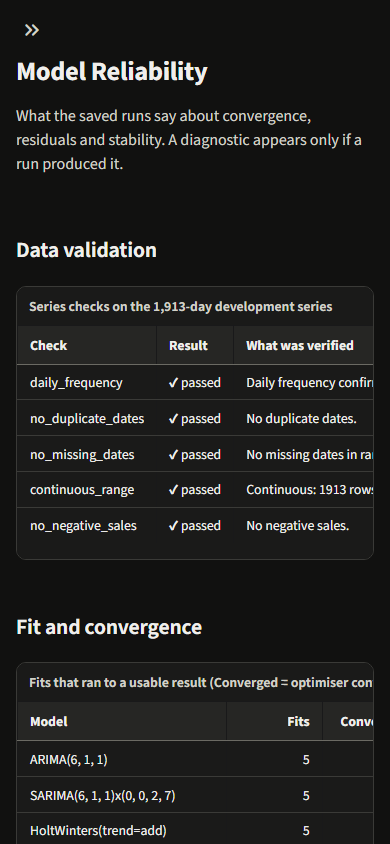 Model Reliability
What the saved runs say about convergence,
residuals and stability. A diagnostic appears only if a
run produced it.
Data validation
Series checks on the 1,913-day development series
Check Result What was verified
daily_frequency ✓ passed Daily frequency
no_duplicate_dates ✓ passed No duplicate dates.
no_missing_dates ✓ passed No missing dates in
continuous_range ✓ passed Continuous: 1913 rows
no_negative_sales ✓ passed No negative sales.
Fit and convergence
Fits that ran to a usable result (Converged = optimiser
Model Fits
ARIMA(6, 1, 1) 5
SARIMA(6, 1, 1)x(0, 0, 2, 7) 5
HoltWinters(trend=add) 5